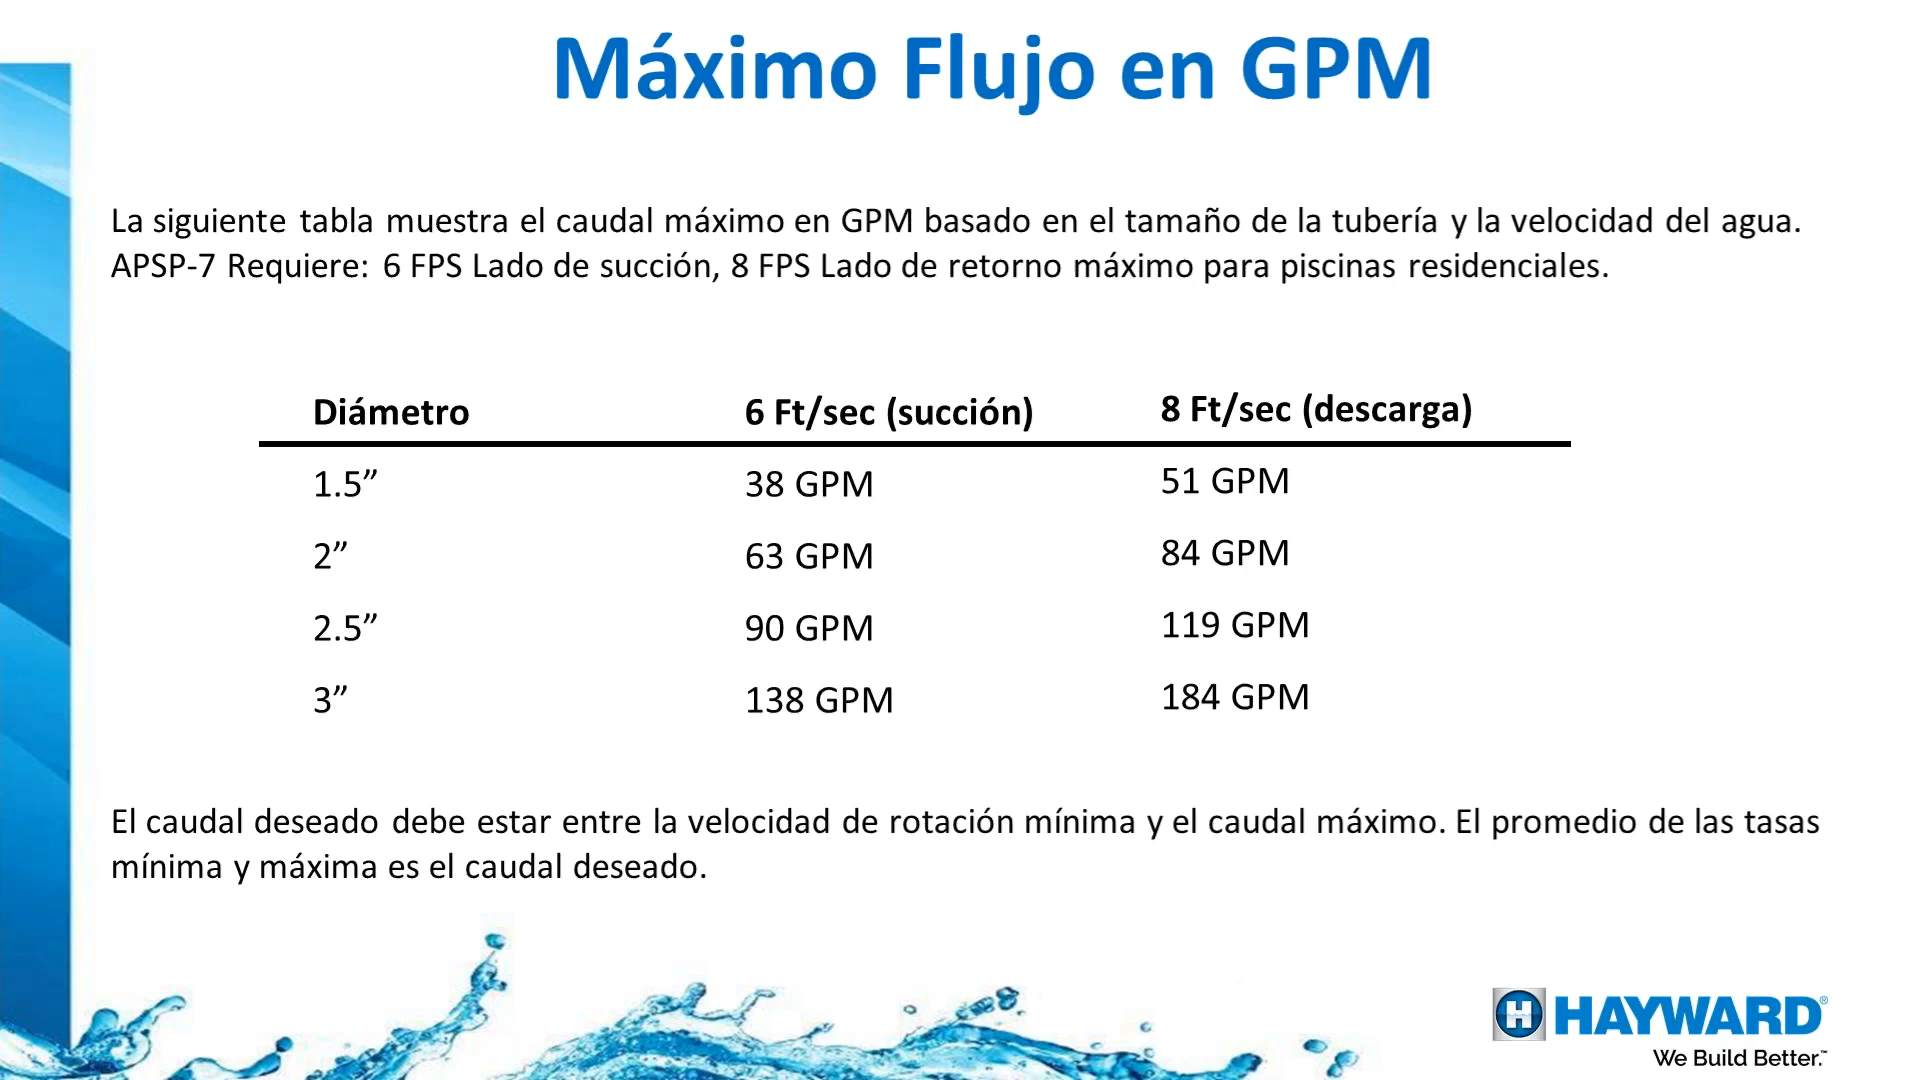 Máximo Flujo en GPM
La siguiente tabla muestra el caudal máximo en GPM basado en el tamaño de la tubería y la velocidad del agua.
APSP-7 Requiere: 6 FPS Lado de succión, 8 FPS Lado de retorno máximo para piscinas residenciales.
Diámetro 6 Ft/sec (succión) 8 Ft/sec (descarga)
1.5” 38 GPM 51 GPM
2” 63 GPM 84 GPM
2.5” 90 GPM 119 GPM
3” 138 GPM 184 GPM
El caudal deseado debe estar entre la velocidad de rotación mínima y el caudal máximo. El promedio de las tasas
mínima y máxima es el caudal deseado.
H HAYWARD®
We Build Better.™